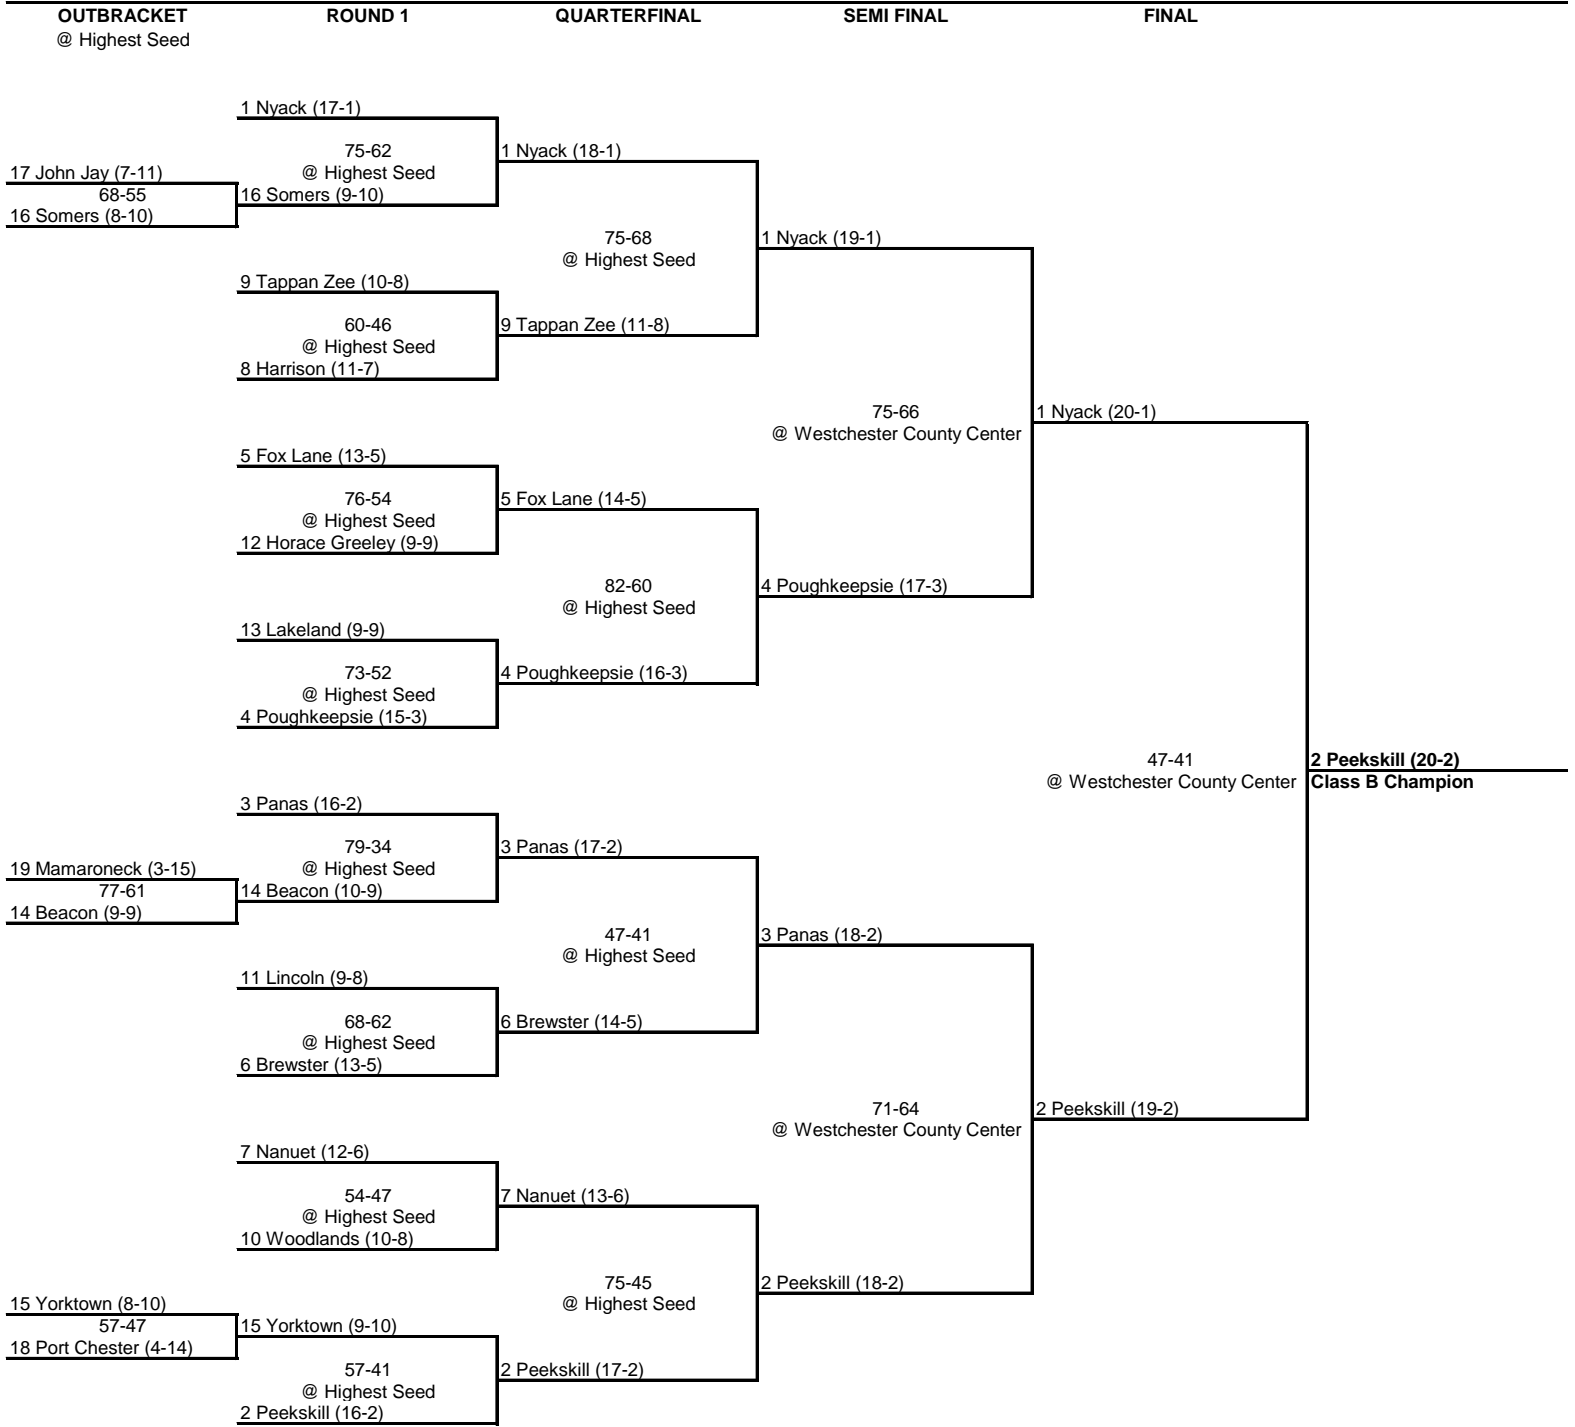 OUTBRACKET ROUND 1 QUARTERFINAL SEMI FINAL FINAL
@ Highest Seed
1 Nyack (17-1)
75-62 1 Nyack (18-1)
17 John Jay (7-11) @ Highest Seed
68-55 16 Somers (9-10)
16 Somers (8-10)
75-68 1 Nyack (19-1)
@ Highest Seed
9 Tappan Zee (10-8)
60-46 9 Tappan Zee (11-8)
@ Highest Seed
8 Harrison (11-7)
75-66 1 Nyack (20-1)
@ Westchester County Center
5 Fox Lane (13-5)
76-54 5 Fox Lane (14-5)
@ Highest Seed
12 Horace Greeley (9-9)
82-60 4 Poughkeepsie (17-3)
@ Highest Seed
13 Lakeland (9-9)
73-52 4 Poughkeepsie (16-3)
@ Highest Seed
4 Poughkeepsie (15-3)
47-41 2 Peekskill (20-2)
@ Westchester County Center Class B Champion
3 Panas (16-2)
79-34 3 Panas (17-2)
19 Mamaroneck (3-15) @ Highest Seed
77-61 14 Beacon (10-9)
14 Beacon (9-9)
47-41 3 Panas (18-2)
@ Highest Seed
11 Lincoln (9-8)
68-62 6 Brewster (14-5)
@ Highest Seed
6 Brewster (13-5)
71-64 2 Peekskill (19-2)
@ Westchester County Center
7 Nanuet (12-6)
54-47 7 Nanuet (13-6)
@ Highest Seed
10 Woodlands (10-8)
75-45 2 Peekskill (18-2)
15 Yorktown (8-10) @ Highest Seed
57-47 15 Yorktown (9-10)
18 Port Chester (4-14)
57-41 2 Peekskill (17-2)
@ Highest Seed
2 Peekskill (16-2)